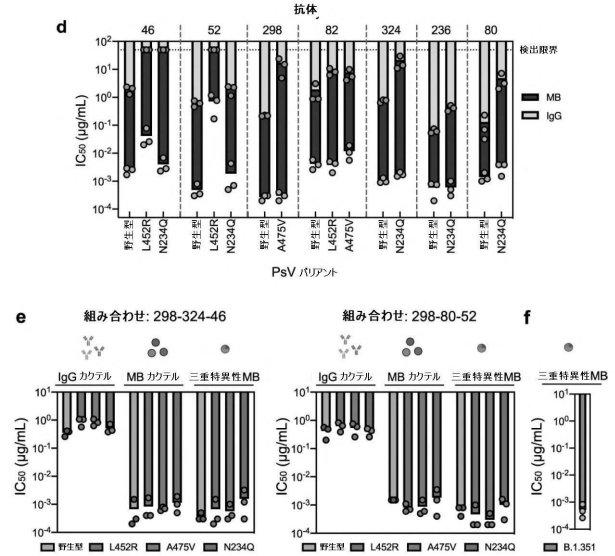 抗体
d 46 52 298 82 324 236 80
IC50 (µg/mL)
10²
10¹
10⁰
10⁻¹
10⁻²
10⁻³
10⁻⁴
検出限界
MB
IgG
野生型 L452R N234Q 野生型 L452R N234Q 野生型 A475V 野生型 L452R A475V 野生型 N234Q 野生型 N234Q 野生型 N234Q
PsV バリアント
e 組み合わせ: 298-324-46
IgG カクテル MB カクテル 三重特異性MB
IC50 (µg/mL)
10¹
10⁰
10⁻¹
10⁻²
10⁻³
10⁻⁴
野生型 L452R A475V N234Q
組み合わせ: 298-80-52
IgG カクテル MB カクテル 三重特異性MB
IC50 (µg/mL)
10¹
10⁰
10⁻¹
10⁻²
10⁻³
10⁻⁴
野生型 L452R A475V N234Q
f
三重特異性MB
IC50 (µg/mL)
10¹
10⁰
10⁻¹
10⁻²
10⁻³
10⁻⁴
B.1.351